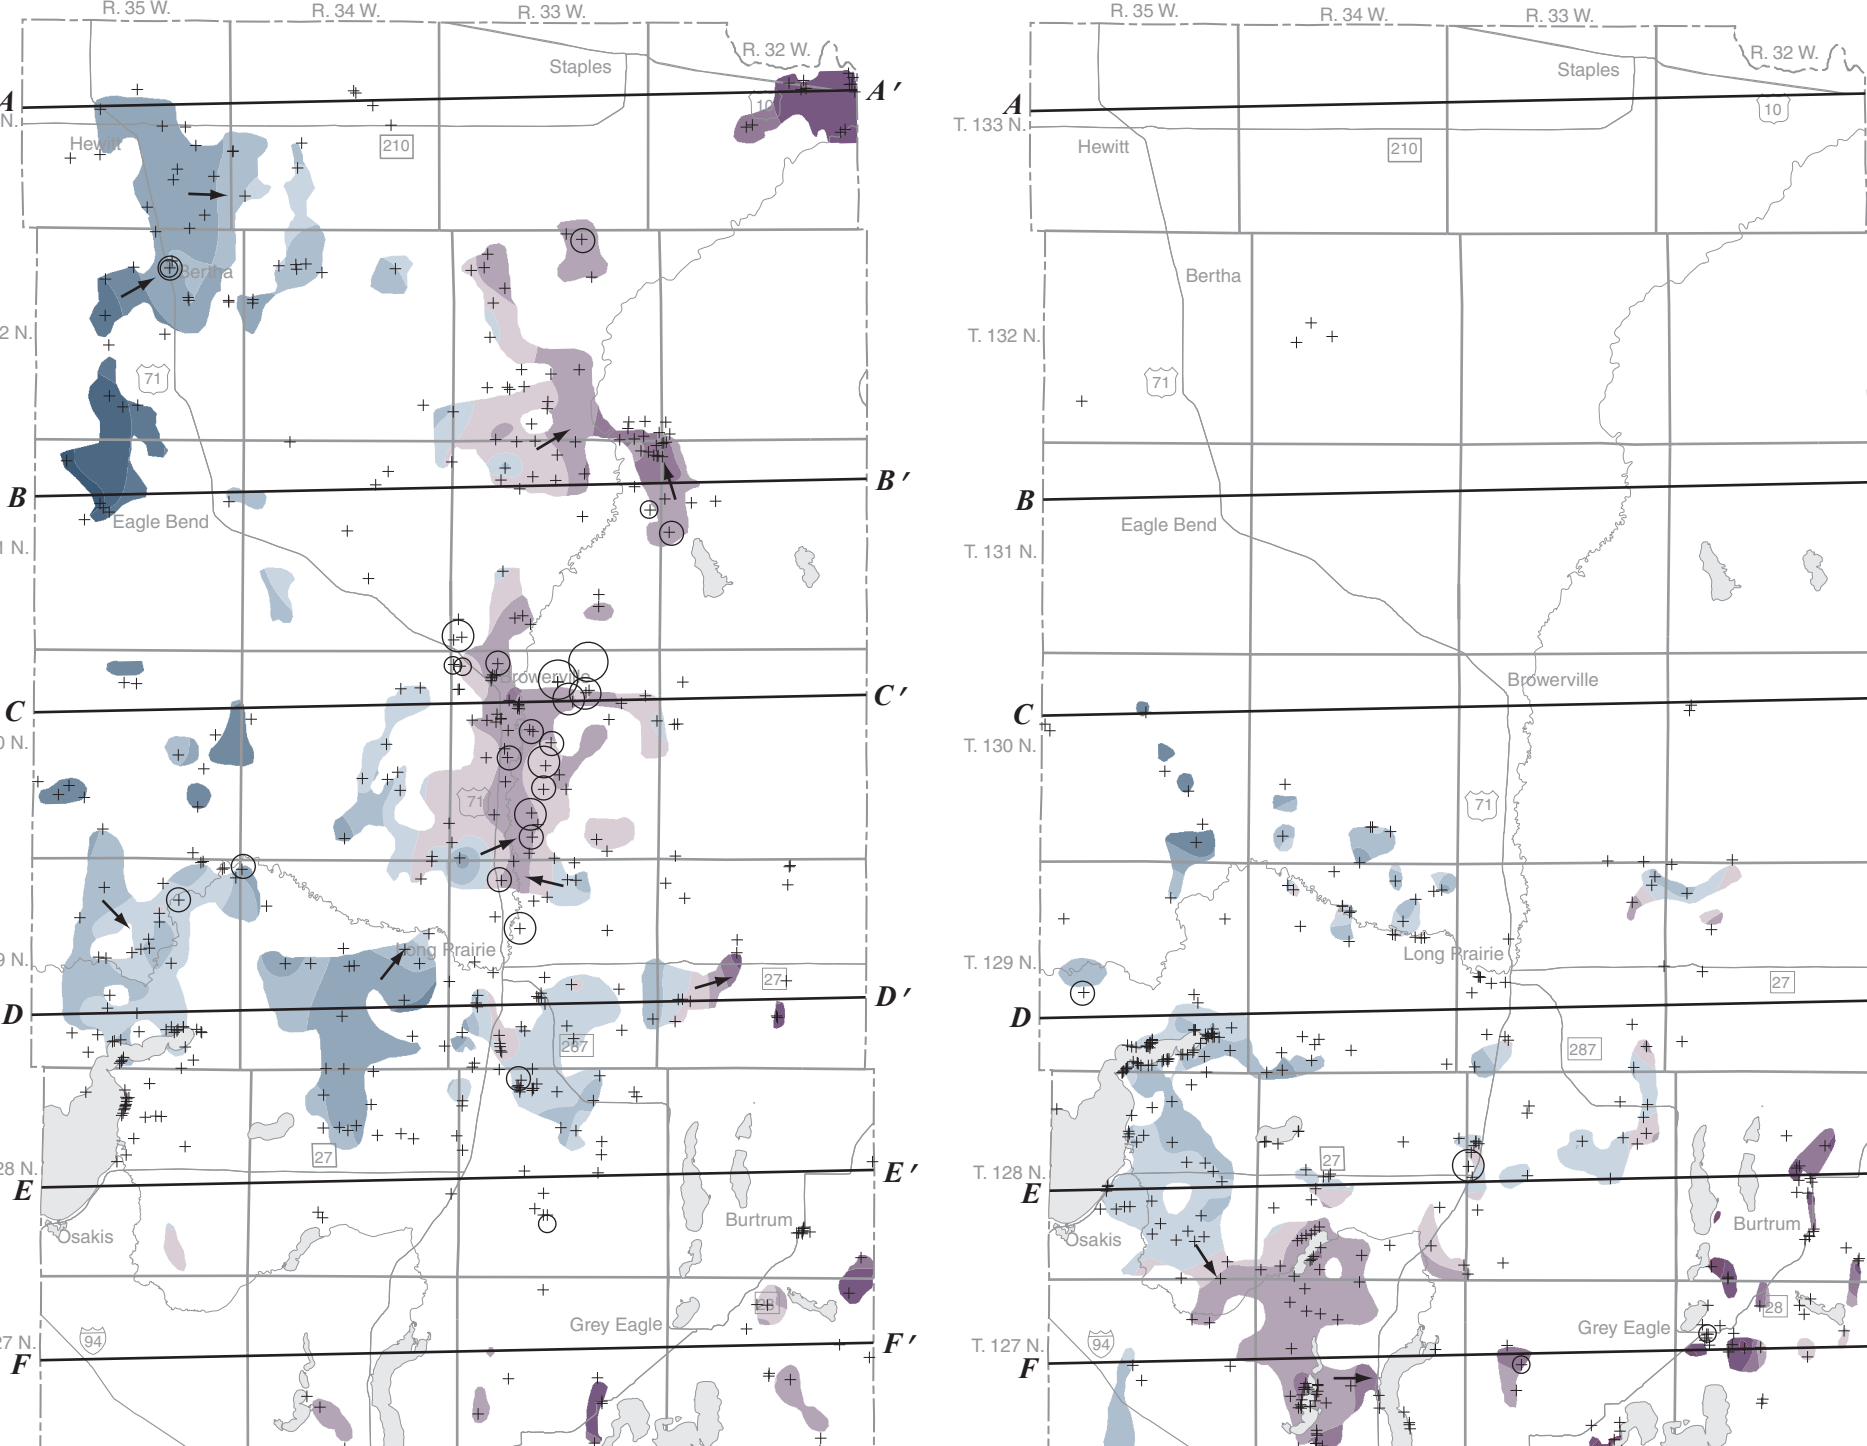 R. 35 W.
R. 34 W.
R. 33 W.
R. 32 W.
Staples
A
A′
N.
10
Hewitt
210
Bertha
2 N.
71
B
B′
Eagle Bend
1 N.
Browerville
C
C′
0 N.
71
Long Prairie
9 N.
27
D
D′
287
27
28 N.
E
E′
Osakis
Burtrum
28
Grey Eagle
27 N.
94
F
F′
R. 35 W.
R. 34 W.
R. 33 W.
R. 32 W.
Staples
A
10
T. 133 N.
Hewitt
210
Bertha
T. 132 N.
71
B
Eagle Bend
T. 131 N.
Browerville
C
T. 130 N.
71
Long Prairie
T. 129 N.
27
D
287
27
T. 128 N.
E
Osakis
Burtrum
28
Grey Eagle
T. 127 N.
94
F